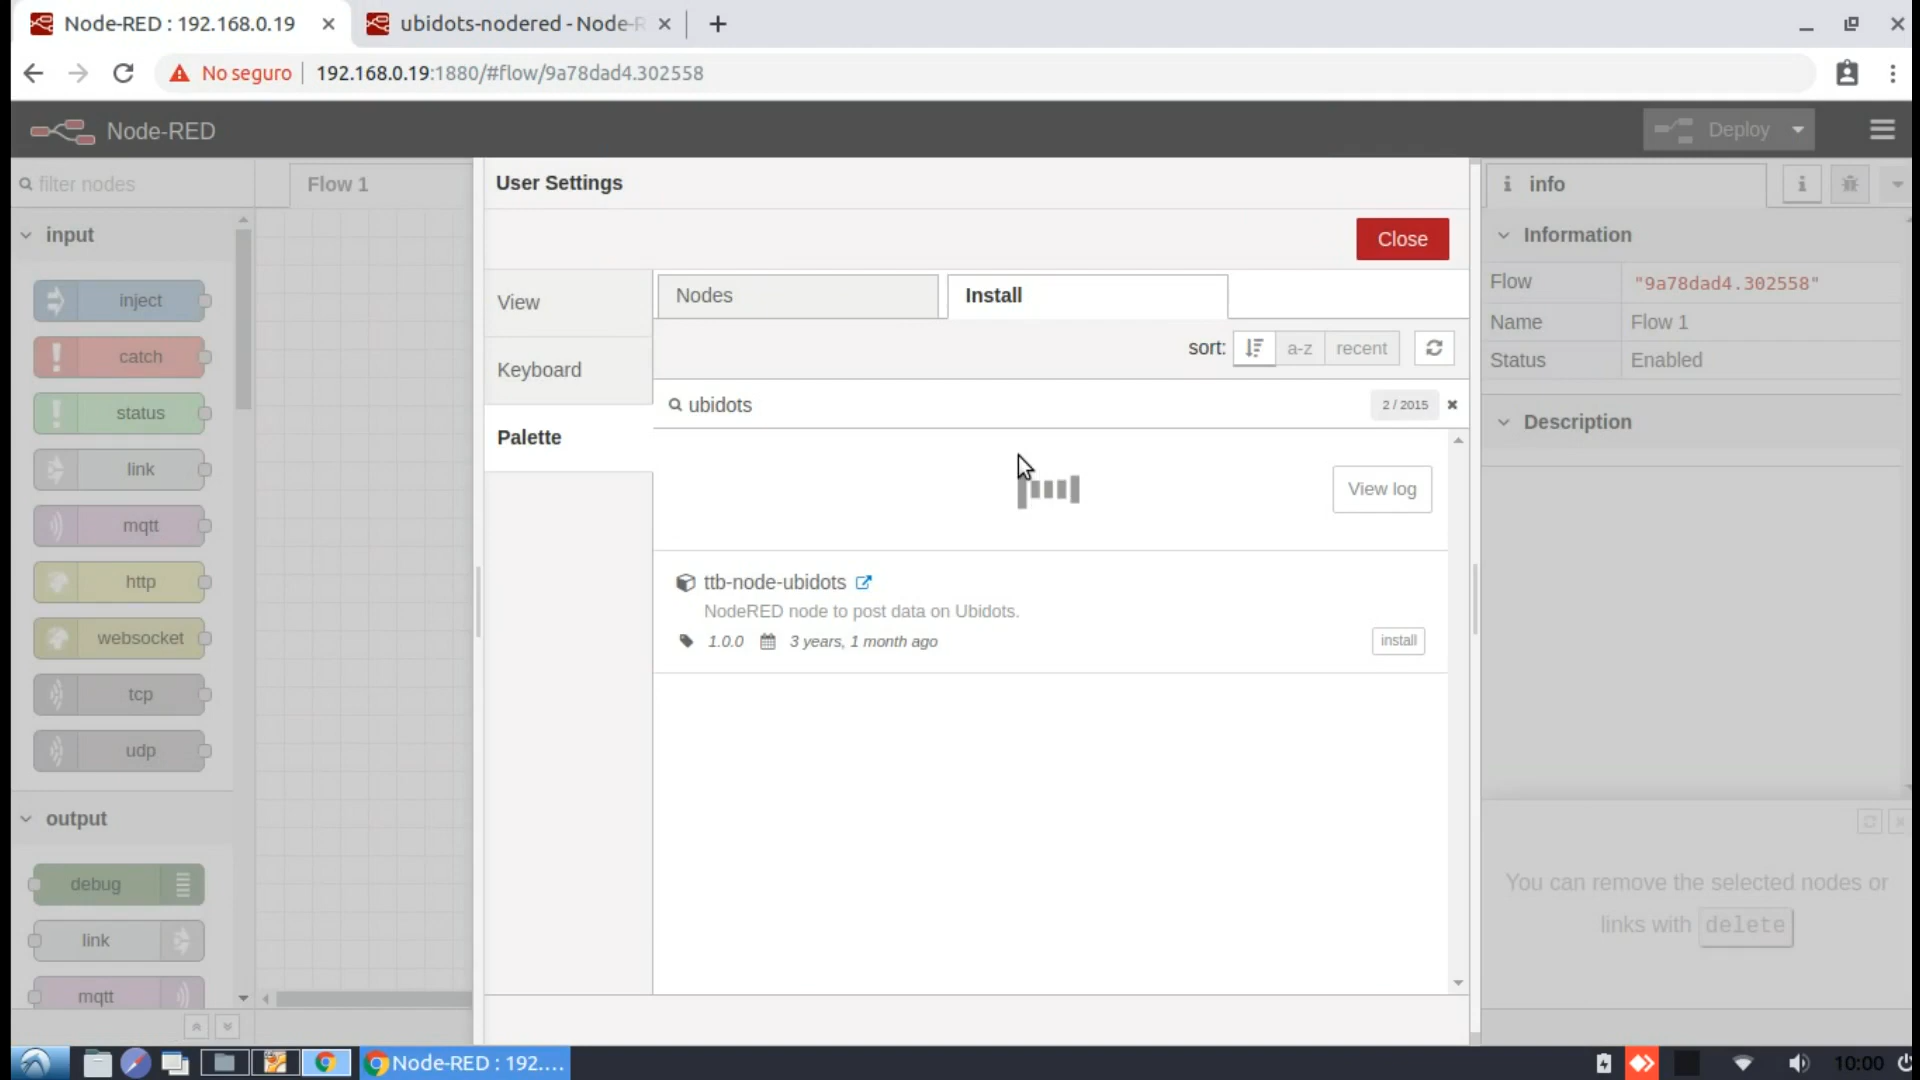 Node-RED : 192.168.0.19
ubidots-nodered - Node-R
No seguro
192.168.0.19:1880/#flow/9a78dad4.302558
Node-RED
Deploy
filter nodes
Flow 1
User Settings
info
input
Close
Information
inject
View
Nodes
Install
Flow
"9a78dad4.302558"
Name
Flow 1
catch
Keyboard
sort:
a-z
recent
Status
Enabled
status
ubidots
2 / 2015
Palette
Description
link
View log
mqtt
http
ttb-node-ubidots
NodeRED node to post data on Ubidots.
websocket
1.0.0
3 years, 1 month ago
install
tcp
udp
output
debug
You can remove the selected nodes or
links with delete
link
mqtt
Node-RED : 192....
10:00